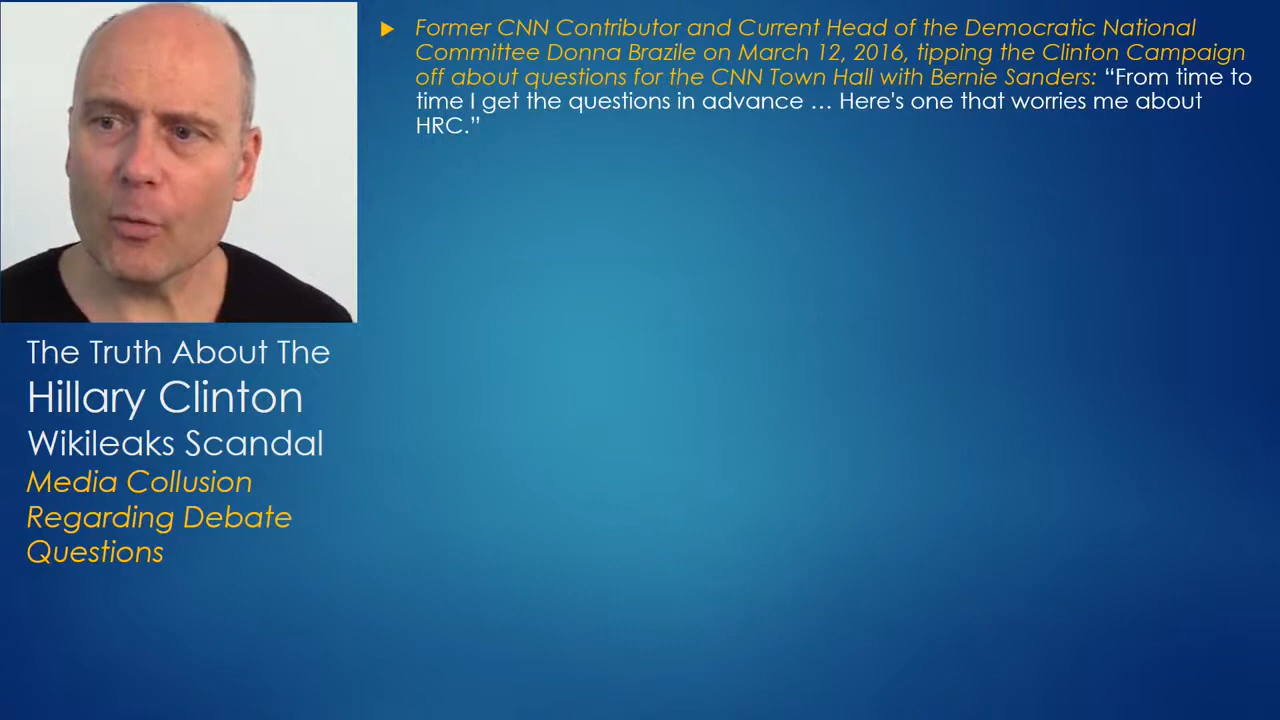 Former CNN Contributor and Current Head of the Democratic National
Committee Donna Brazile on March 12, 2016, tipping the Clinton Campaign
off about questions for the CNN Town Hall with Bernie Sanders: “From time to
time I get the questions in advance … Here's one that worries me about
HRC.”
The Truth About The
Hillary Clinton
Wikileaks Scandal
Media Collusion
Regarding Debate
Questions